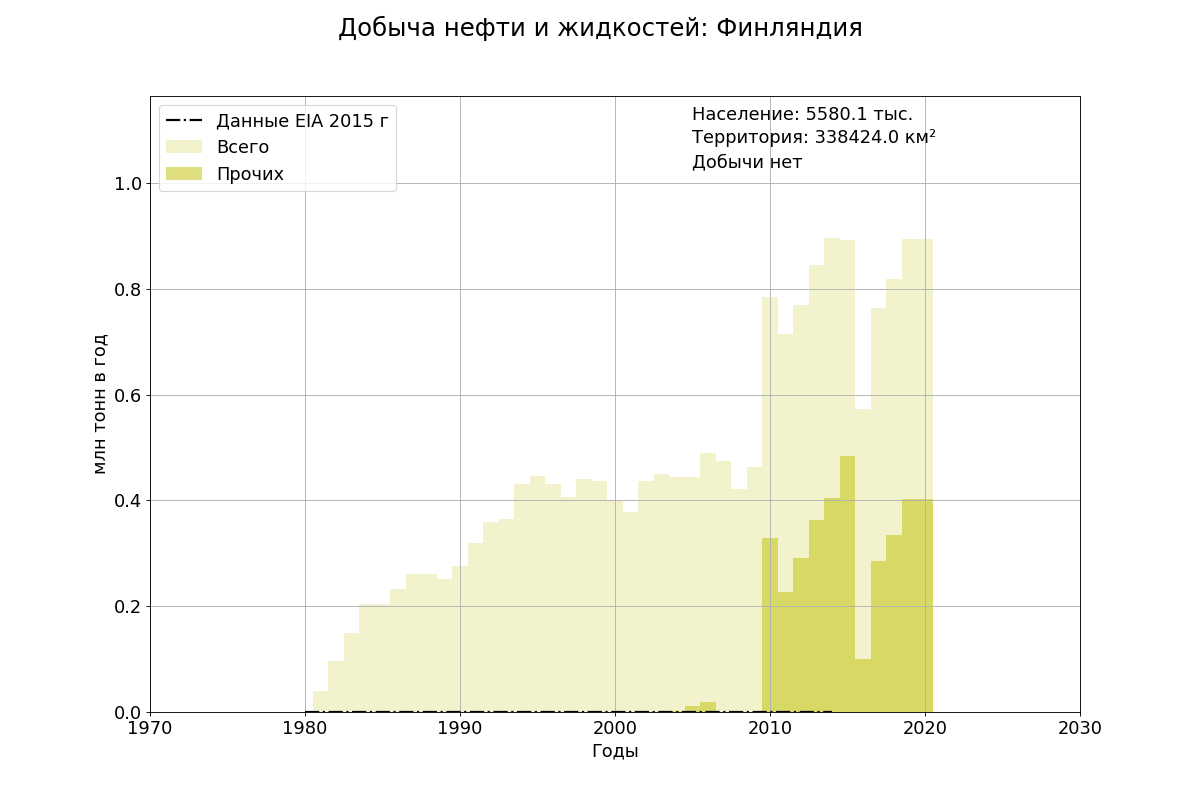 Добыча нефти и жидкостей: Финляндия
Данные EIA 2015 г
Всего
Прочих
Население: 5580.1 тыс.
Территория: 338424.0 км²
Добычи нет
млн тонн в год
1.0
0.8
0.6
0.4
0.2
0.0
1970 1980 1990 2000 2010 2020 2030
Годы